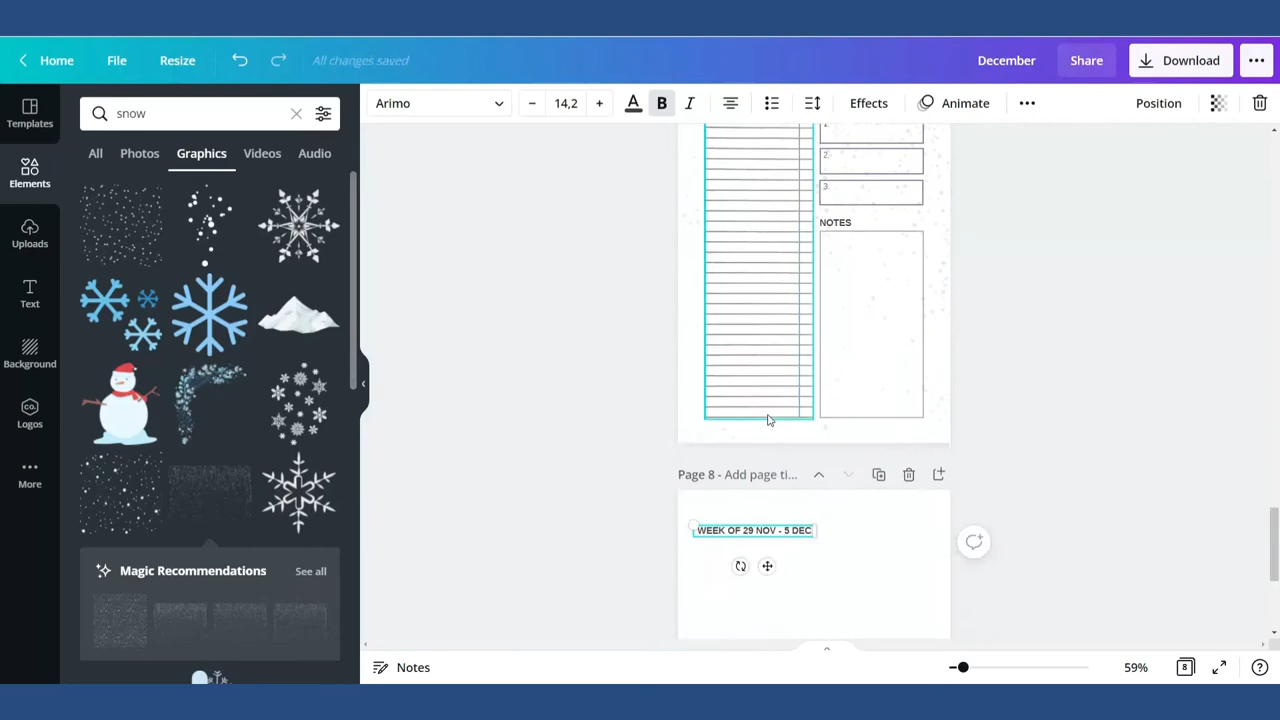 Home
File
Resize
All changes saved
December
Share
Download
Templates
Elements
Uploads
Text
Background
Logos
CO.
More
snow
All
Photos
Graphics
Videos
Audio
Magic Recommendations
See all
Arimo
14,2
A
B
I
Effects
Animate
Position
1.
2.
3.
NOTES
Page 8 - Add page ti...
WEEK OF 29 NOV - 5 DEC
Notes
59%
8
?